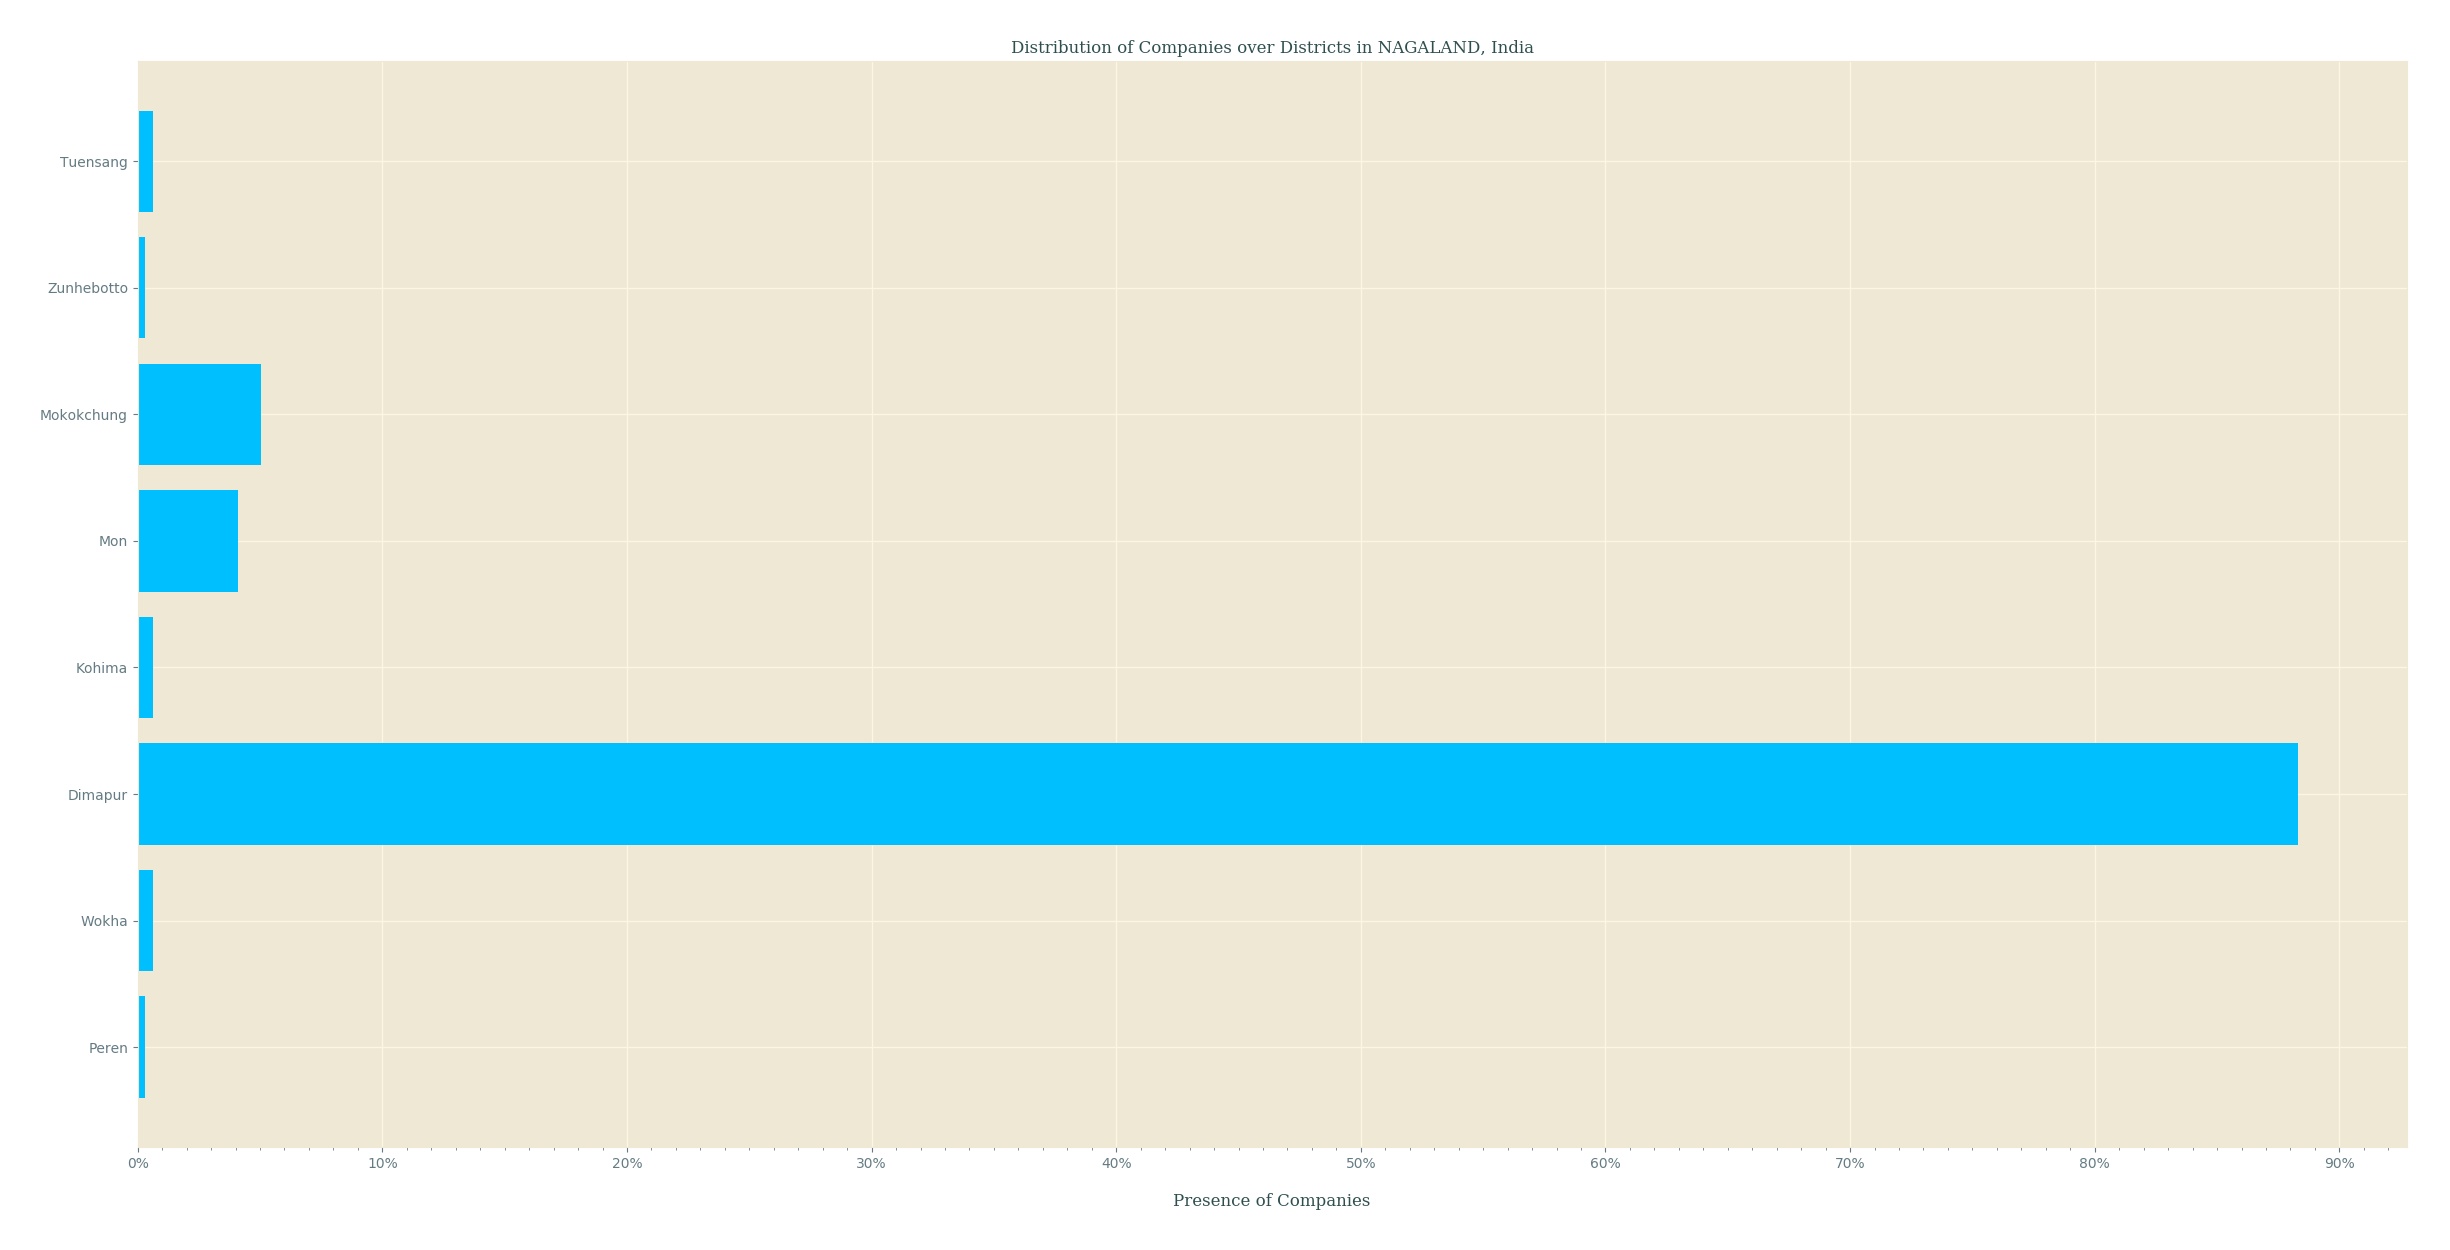 Distribution of Companies over Districts in NAGALAND, India
Tuensang
Zunhebotto
Mokokchung
Mon
Kohima
Dimapur
Wokha
Peren
0% 10% 20% 30% 40% 50% 60% 70% 80% 90%
Presence of Companies